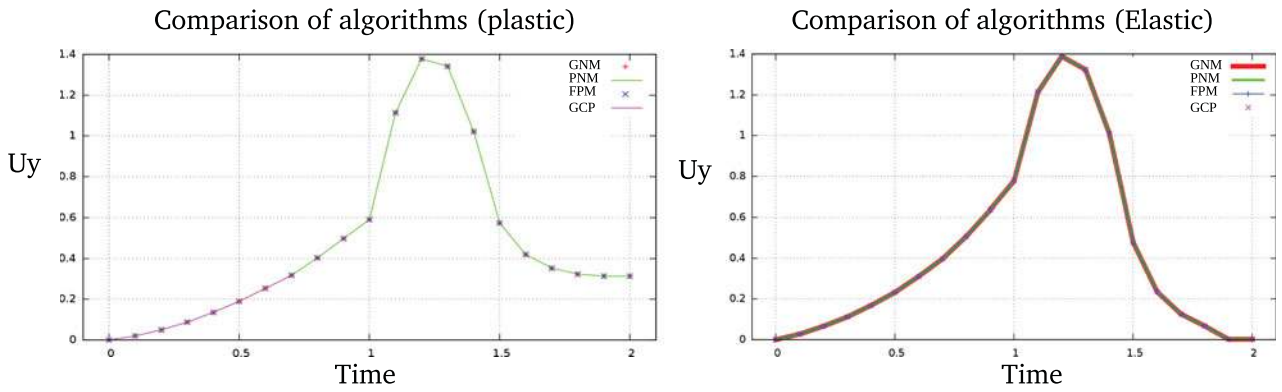 Comparison of algorithms (plastic)
1.4
1.2
1
0.8
0.6
0.4
0.2
0
Uy
GNM
PNM
FPM
GCP
0
0.5
1
1.5
2
Time
Comparison of algorithms (Elastic)
1.4
1.2
1
0.8
0.6
0.4
0.2
0
Uy
GNM
PNM
FPM
GCP
0
0.5
1
1.5
2
Time